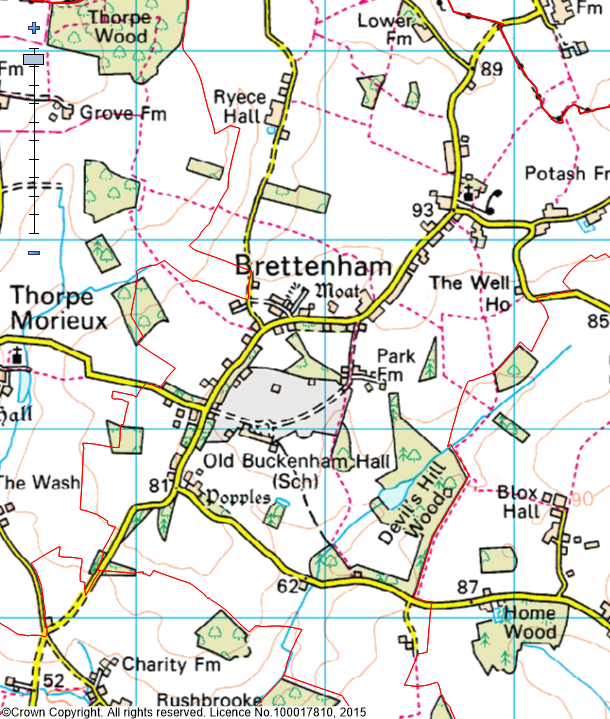 Thorpe
Wood
Lower
Fm
Fm
Fm
89
Grove Fm
Ryece
Hall
Potash Fr
93
Brettenham
Moat
The Well
Ho
Thorpe
Morieux
85
Park
Fm
Hall
Old Buckenham Hall
(Sch)
The Wash
81
Popples
Devil's Hill
Wood
Blox
Hall
90
62
87
Home
Wood
Charity Fm
52
Rushbrooke
©Crown Copyright. All rights reserved. Licence No.100017810, 2015